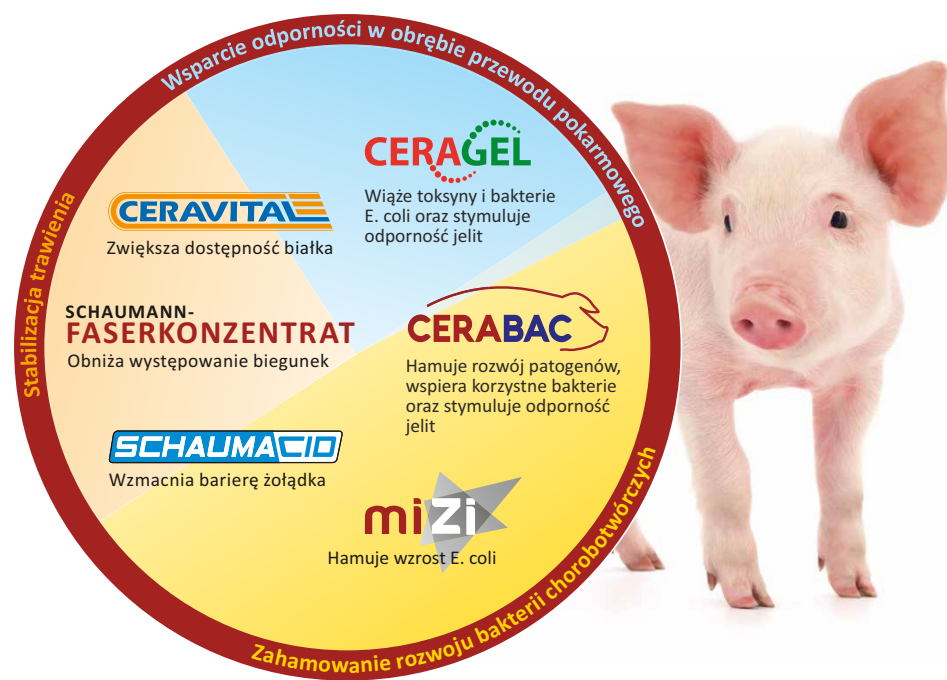 Wsparcie odporności w obrębie przewodu pokarmowego
CERAGEL
Wiąże toksyny i bakterie
E. coli oraz stymuluje
odporność jelit
Stabilizacja trawienia
CERAVITAL
Zwiększa dostępność białka
SCHAUMANN-
FASERKONZENTRAT
Obniża występowanie biegunek
CERABAC
Hamuje rozwój patogenów,
wspiera korzystne bakterie
oraz stymuluje odporność
jelit
SCHAUMACID
Wzmacnia barierę żołądka
miZi
Hamuje wzrost E. coli
Zahamowanie rozwoju bakterii chorobotwórczych